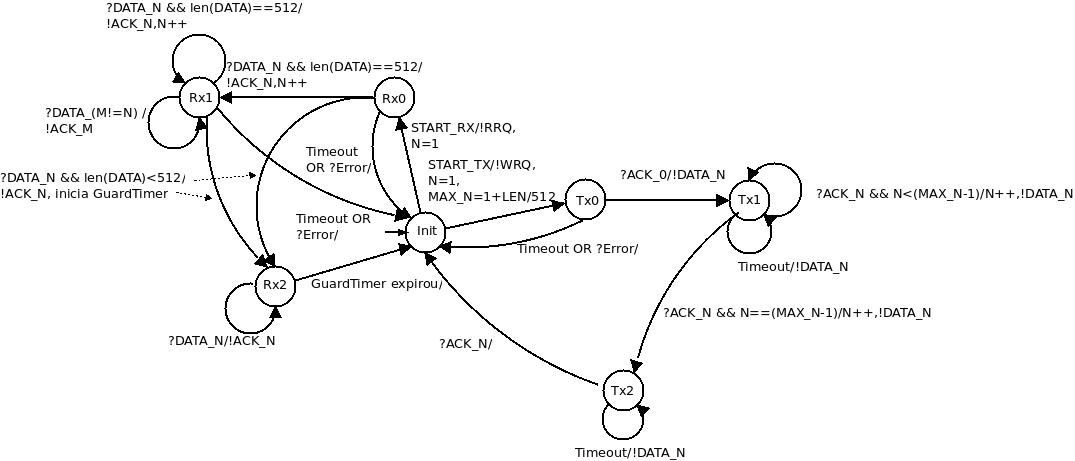 ?DATA_N && len(DATA)==512/
!ACK_N,N++
?DATA_N && len(DATA)==512/
!ACK_N,N++
Rx1
Rx0
?DATA_(M!=N) /
!ACK_M
START_RX/!RRQ,
N=1
Timeout
OR ?Error/
START_TX/!WRQ,
N=1,
MAX_N=1+LEN/512
?DATA_N && len(DATA)<512/
!ACK_N, inicia GuardTimer
?ACK_0/!DATA_N
Tx0
Tx1
?ACK_N && N<(MAX_N-1)/N++,!DATA_N
Timeout OR
?Error/
Init
Timeout OR ?Error/
Timeout/!DATA_N
Rx2
GuardTimer expirou/
?ACK_N && N==(MAX_N-1)/N++,!DATA_N
?DATA_N/!ACK_N
?ACK_N/
Tx2
Timeout/!DATA_N